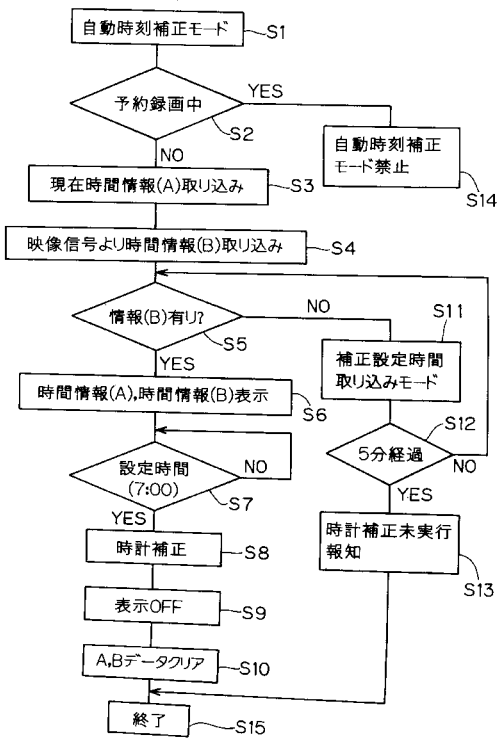 自動時刻補正モード
S1
予約録画中
YES
S2
NO
自動時刻補正
モード禁止
S14
現在時間情報(A)取り込み
S3
映像信号より時間情報(B)取り込み
S4
情報(B)有り?
NO
S5
YES
S11
補正設定時間
取り込みモード
時間情報(A),時間情報(B)表示
S6
S12
5分経過
NO
YES
設定時間
(7:00)
NO
S7
YES
時計補正
S8
時計補正未実行
報知
S13
表示OFF
S9
A,Bデータクリア
S10
終了
S15